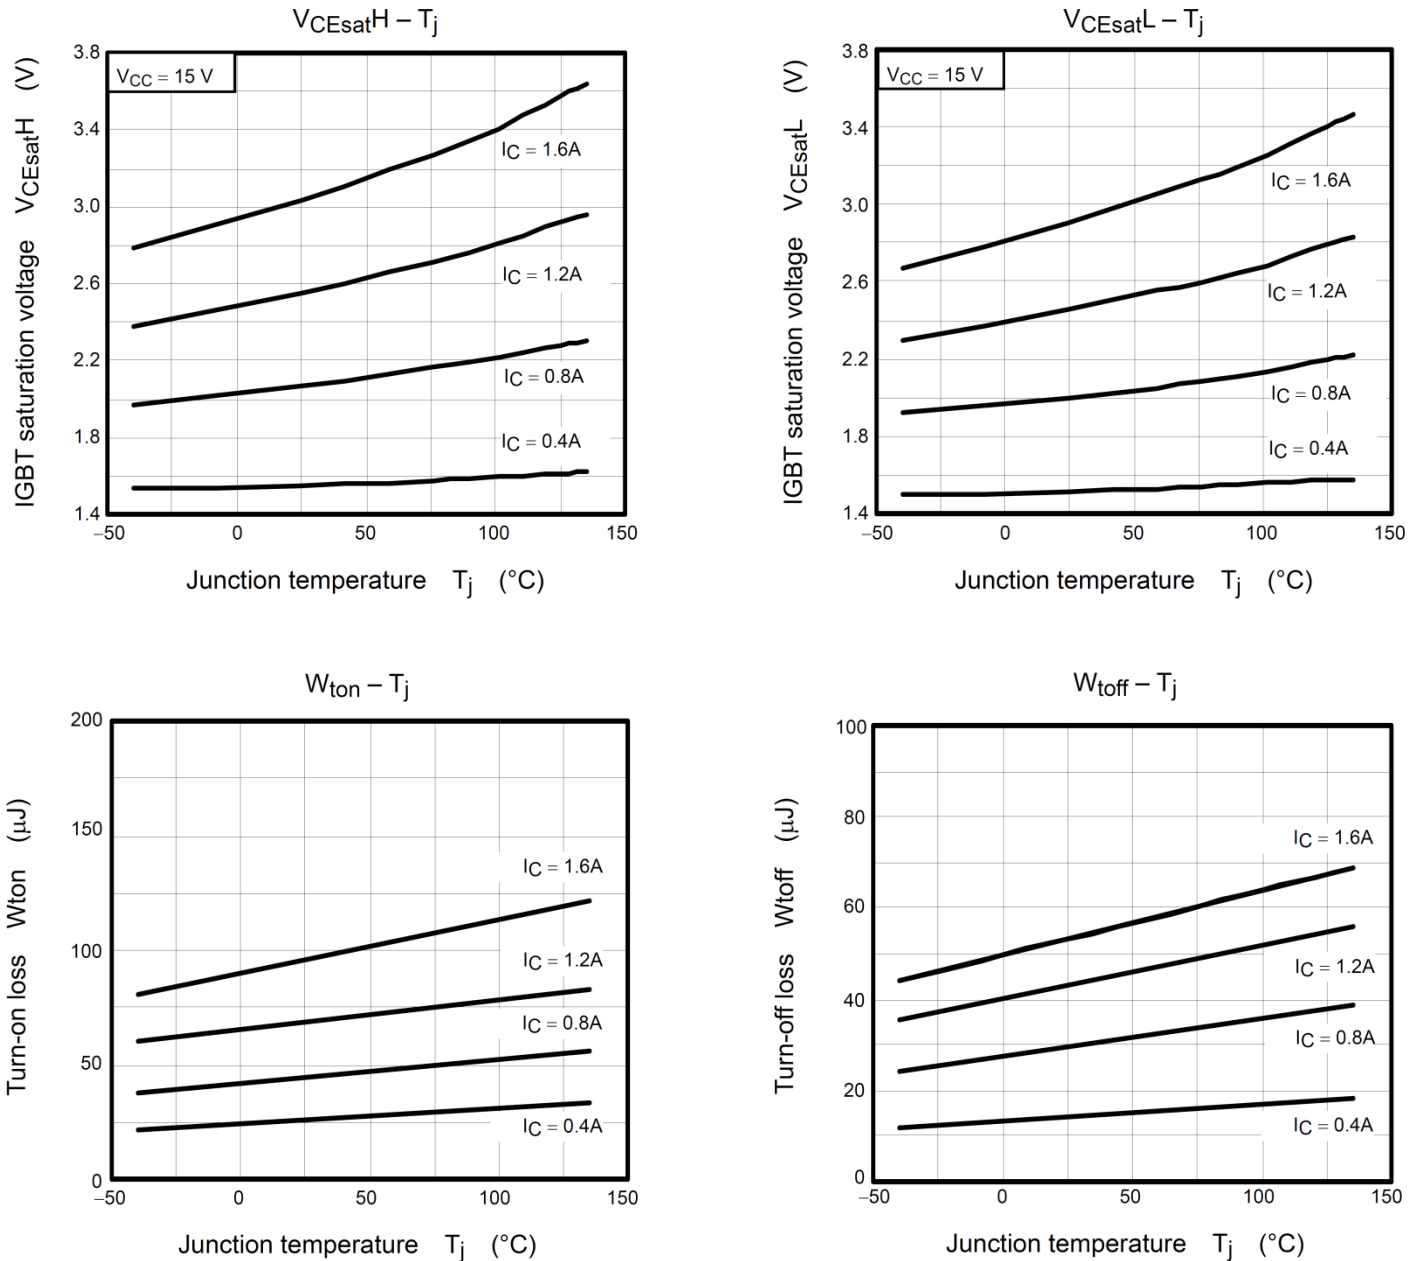 VCEsatH – Tj
IGBT saturation voltage VCEsatH (V)
3.8
3.4
3.0
2.6
2.2
1.8
1.4
VCC = 15 V
IC = 1.6A
IC = 1.2A
IC = 0.8A
IC = 0.4A
–50 0 50 100 150
Junction temperature Tj (°C)
VCEsatL – Tj
IGBT saturation voltage VCEsatL (V)
3.8
3.4
3.0
2.6
2.2
1.8
1.4
VCC = 15 V
IC = 1.6A
IC = 1.2A
IC = 0.8A
IC = 0.4A
–50 0 50 100 150
Junction temperature Tj (°C)
Wton – Tj
Turn-on loss Wton (μJ)
200
150
100
50
0
IC = 1.6A
IC = 1.2A
IC = 0.8A
IC = 0.4A
–50 0 50 100 150
Junction temperature Tj (°C)
Wtoff – Tj
Turn-off loss Wtoff (μJ)
100
80
60
40
20
0
IC = 1.6A
IC = 1.2A
IC = 0.8A
IC = 0.4A
–50 0 50 100 150
Junction temperature Tj (°C)